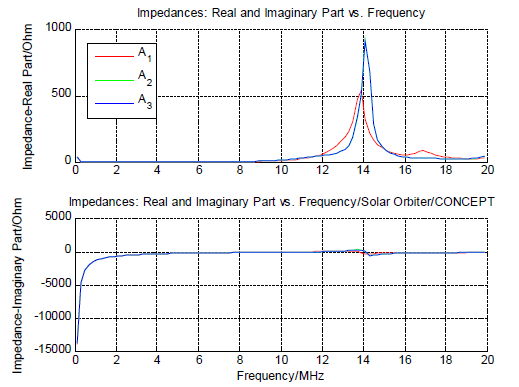 Impedances: Real and Imaginary Part vs. Frequency
Impedance-Real Part/Ohm
1000
500
0
A1
A2
A3
0 2 4 6 8 10 12 14 16 18 20
Impedances: Real and Imaginary Part vs. Frequency/Solar Orbiter/CONCEPT
Impedance-Imaginary Part/Ohm
5000
0
-5000
-10000
-15000
0 2 4 6 8 10 12 14 16 18 20
Frequency/MHz